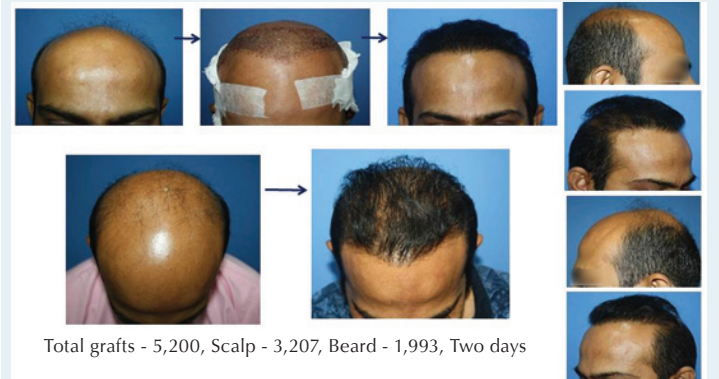 Total grafts - 5,200, Scalp - 3,207, Beard - 1,993, Two days